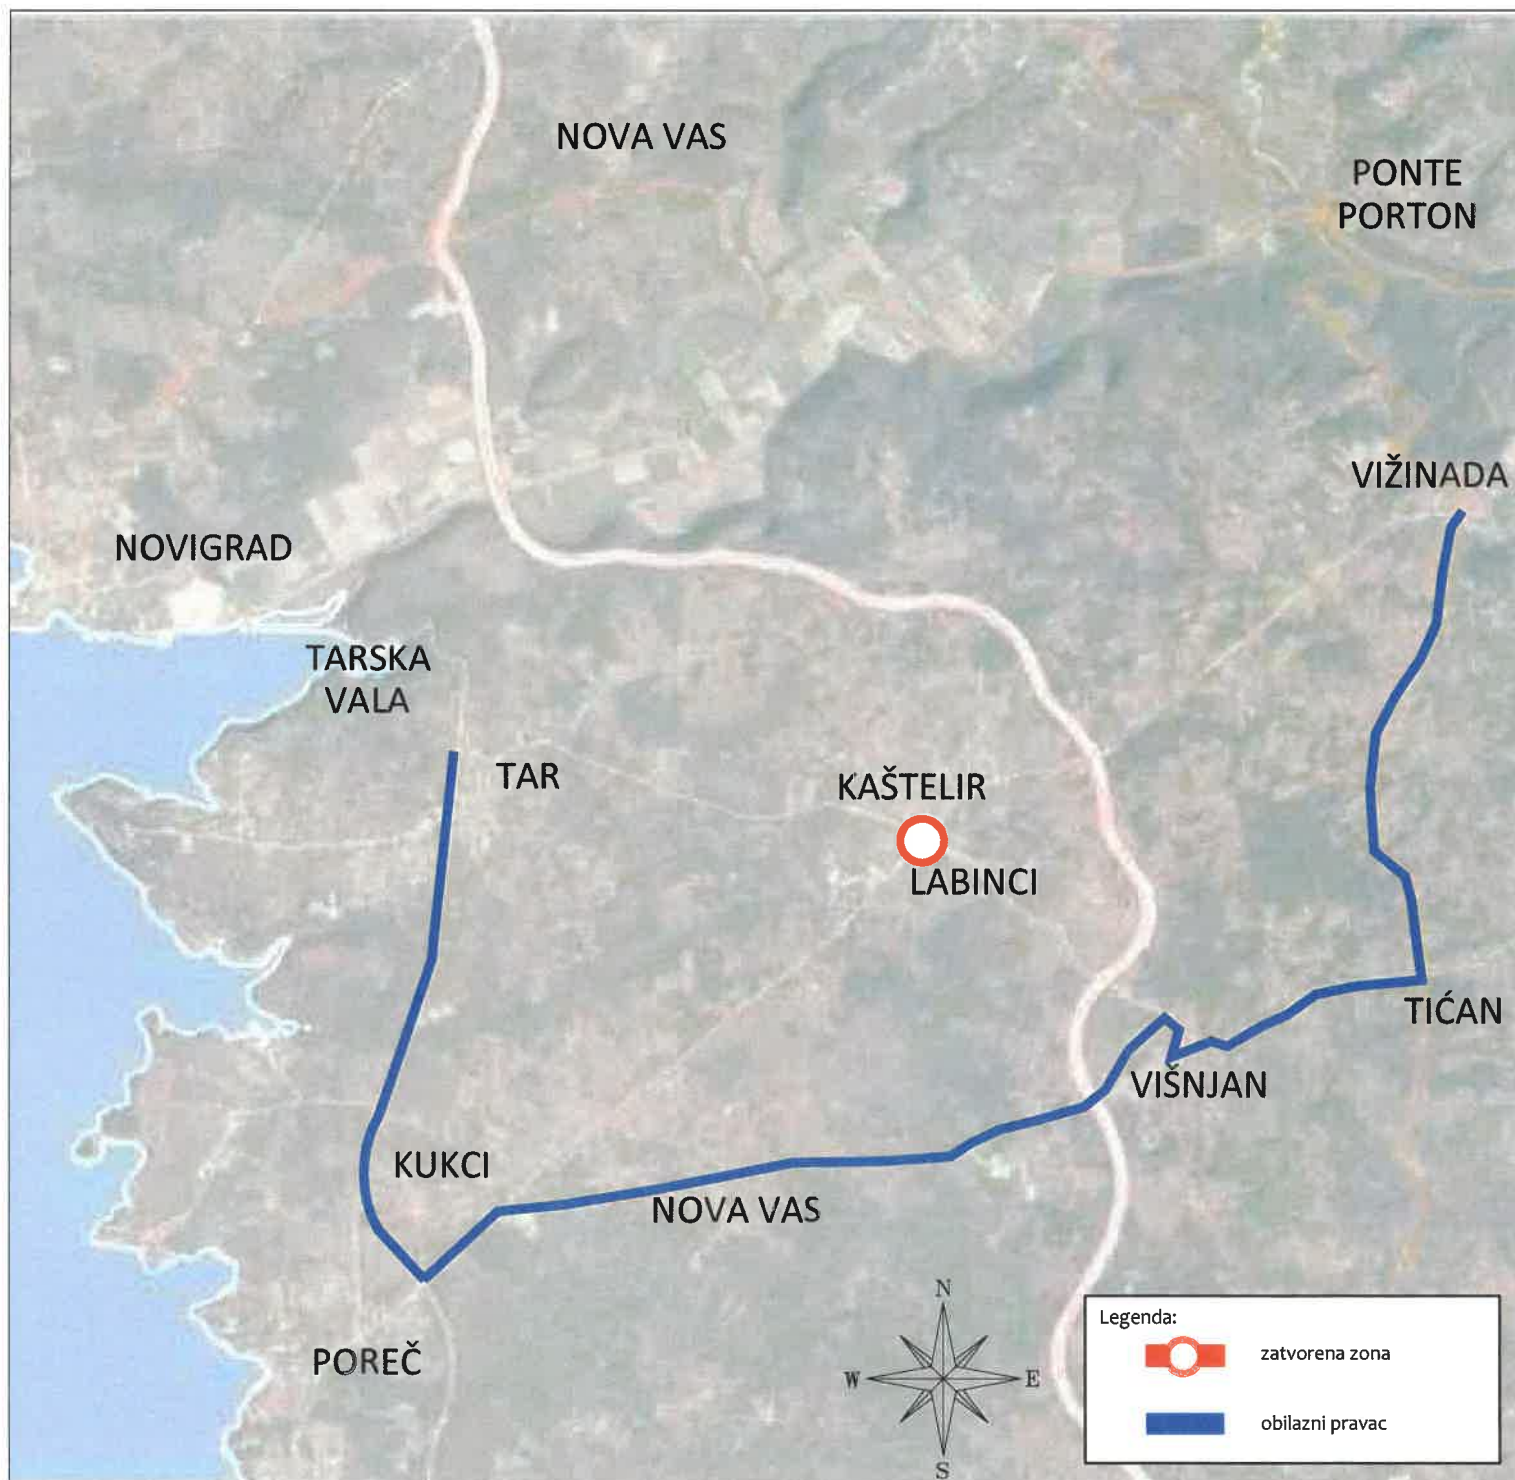 NOVA VAS
PONTE
PORTON
VIŽINADA
NOVIGRAD
TARSKA
VALA
TAR
KAŠTELIR
LABINCI
TIĆAN
VIŠNJAN
KUKCI
NOVA VAS
POREČ
N
W
E
S
Legenda:
zatvorena zona
obilazni pravac